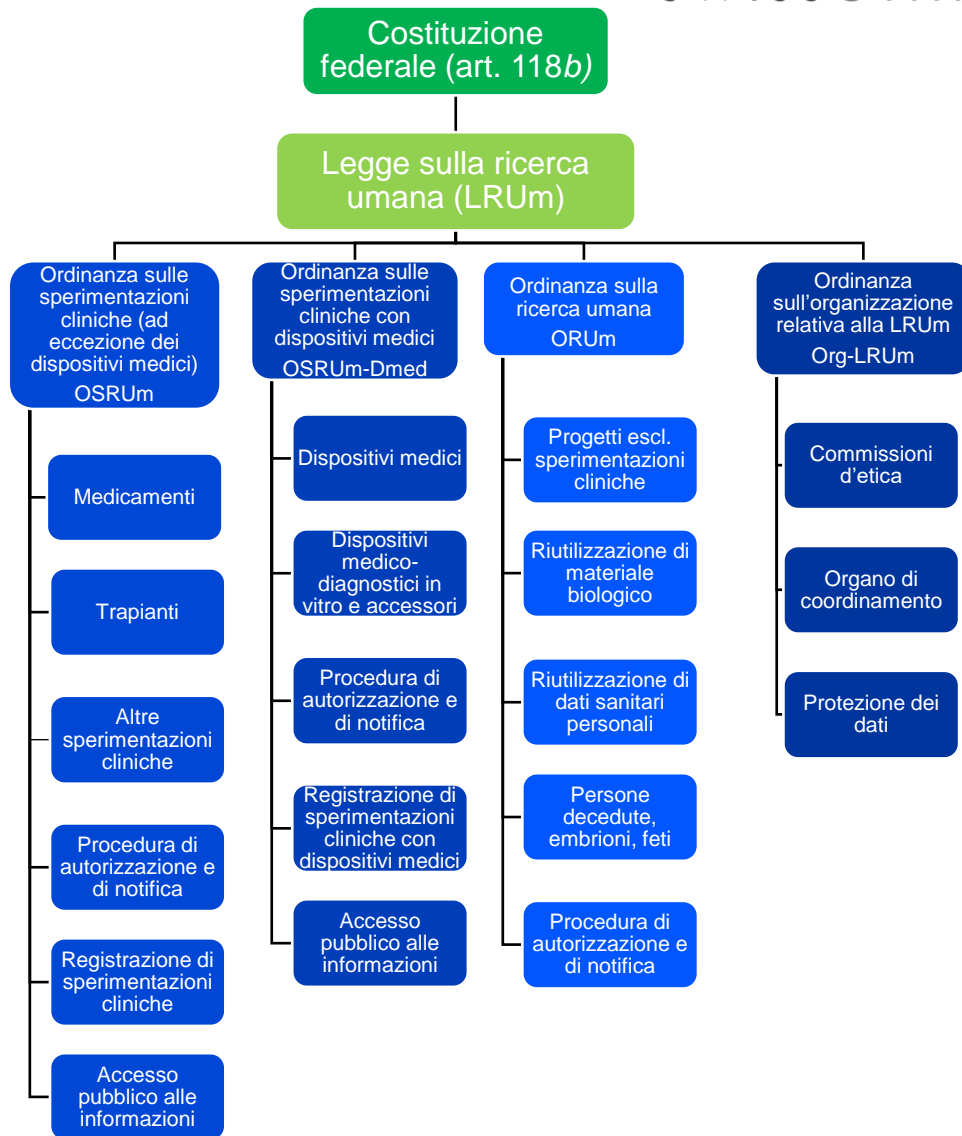 Costituzione
federale (art. 118b)
Legge sulla ricerca
umana (LRUm)
Ordinanza sulle
sperimentazioni
cliniche (ad
eccezione dei
dispositivi medici)
OSRUm
Medicamenti
Trapianti
Altre
sperimentazioni
cliniche
Procedura di
autorizzazione e
di notifica
Registrazione di
sperimentazioni
cliniche
Accesso
pubblico alle
informazioni
Ordinanza sulle
sperimentazioni
cliniche con
dispositivi medici
OSRUm-Dmed
Dispositivi medici
Dispositivi
medico-
diagnostici in
vitro e accessori
Procedura di
autorizzazione e
di notifica
Registrazione di
sperimentazioni
cliniche con
dispositivi medici
Accesso
pubblico alle
informazioni
Ordinanza sulla
ricerca umana
ORUm
Progetti escl.
sperimentazioni
cliniche
Riutilizzazione di
materiale
biologico
Riutilizzazione di
dati sanitari
personali
Persone
decedute,
embrioni, feti
Procedura di
autorizzazione e
di notifica
Ordinanza
sull'organizzazione
relativa alla LRUm
Org-LRUm
Commissioni
d'etica
Organo di
coordinamento
Protezione dei
dati